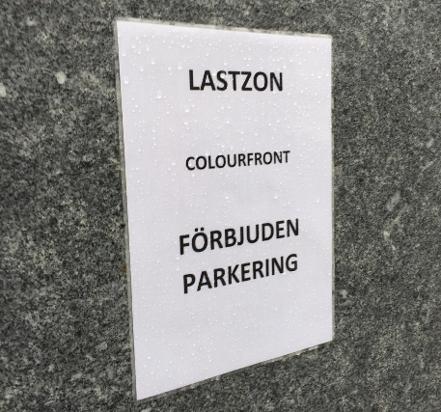 LASTZON
COLOURFRONT
FÖRBJUDEN
PARKERING